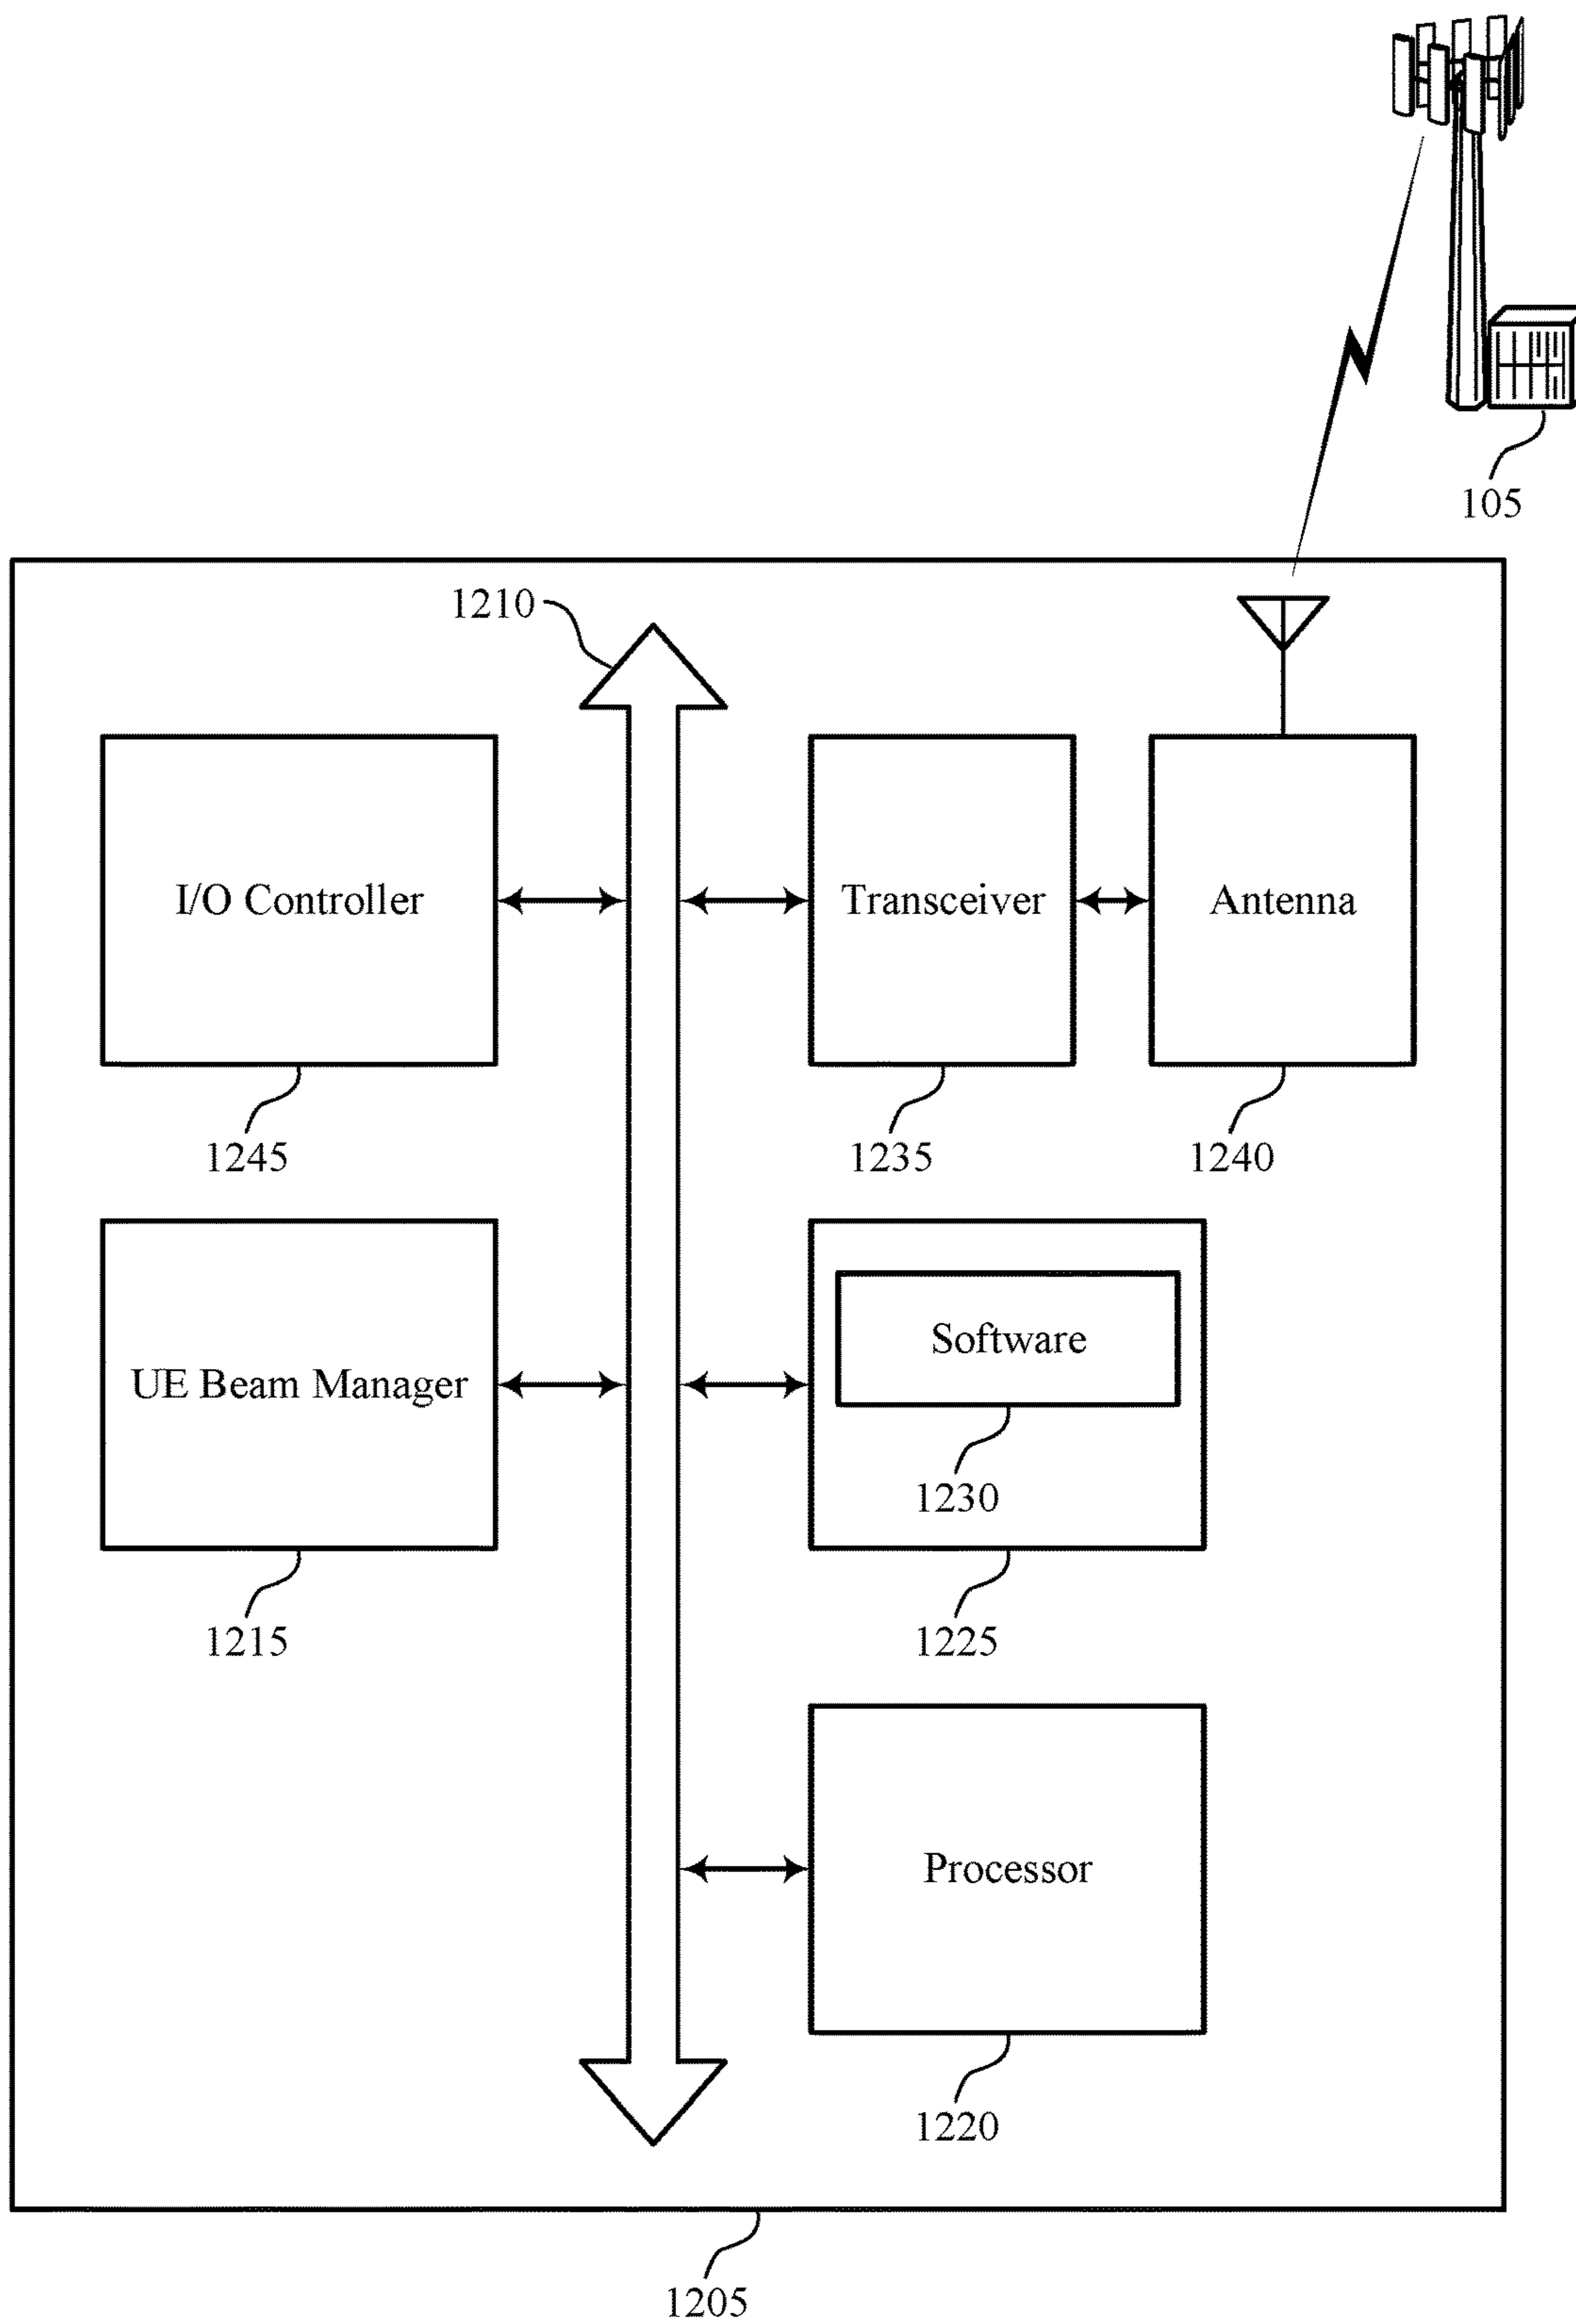 105
1210
I/O Controller
Transceiver
Antenna
1245
1235
1240
UE Beam Manager
Software
1230
1215
1225
Processor
1220
1205